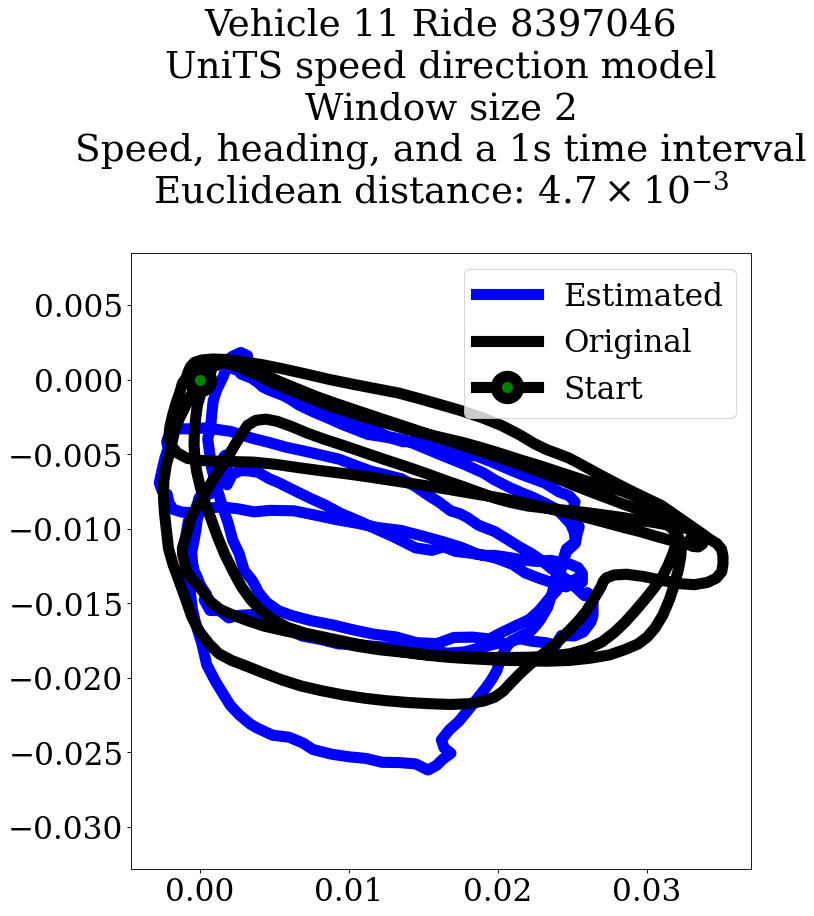 Vehicle 11 Ride 8397046
UniTS speed direction model
Window size 2
Speed, heading, and a 1s time interval
Euclidean distance: 4.7 × 10⁻³
Estimated
Original
Start
0.005
0.000
−0.005
−0.010
−0.015
−0.020
−0.025
−0.030
0.00 0.01 0.02 0.03